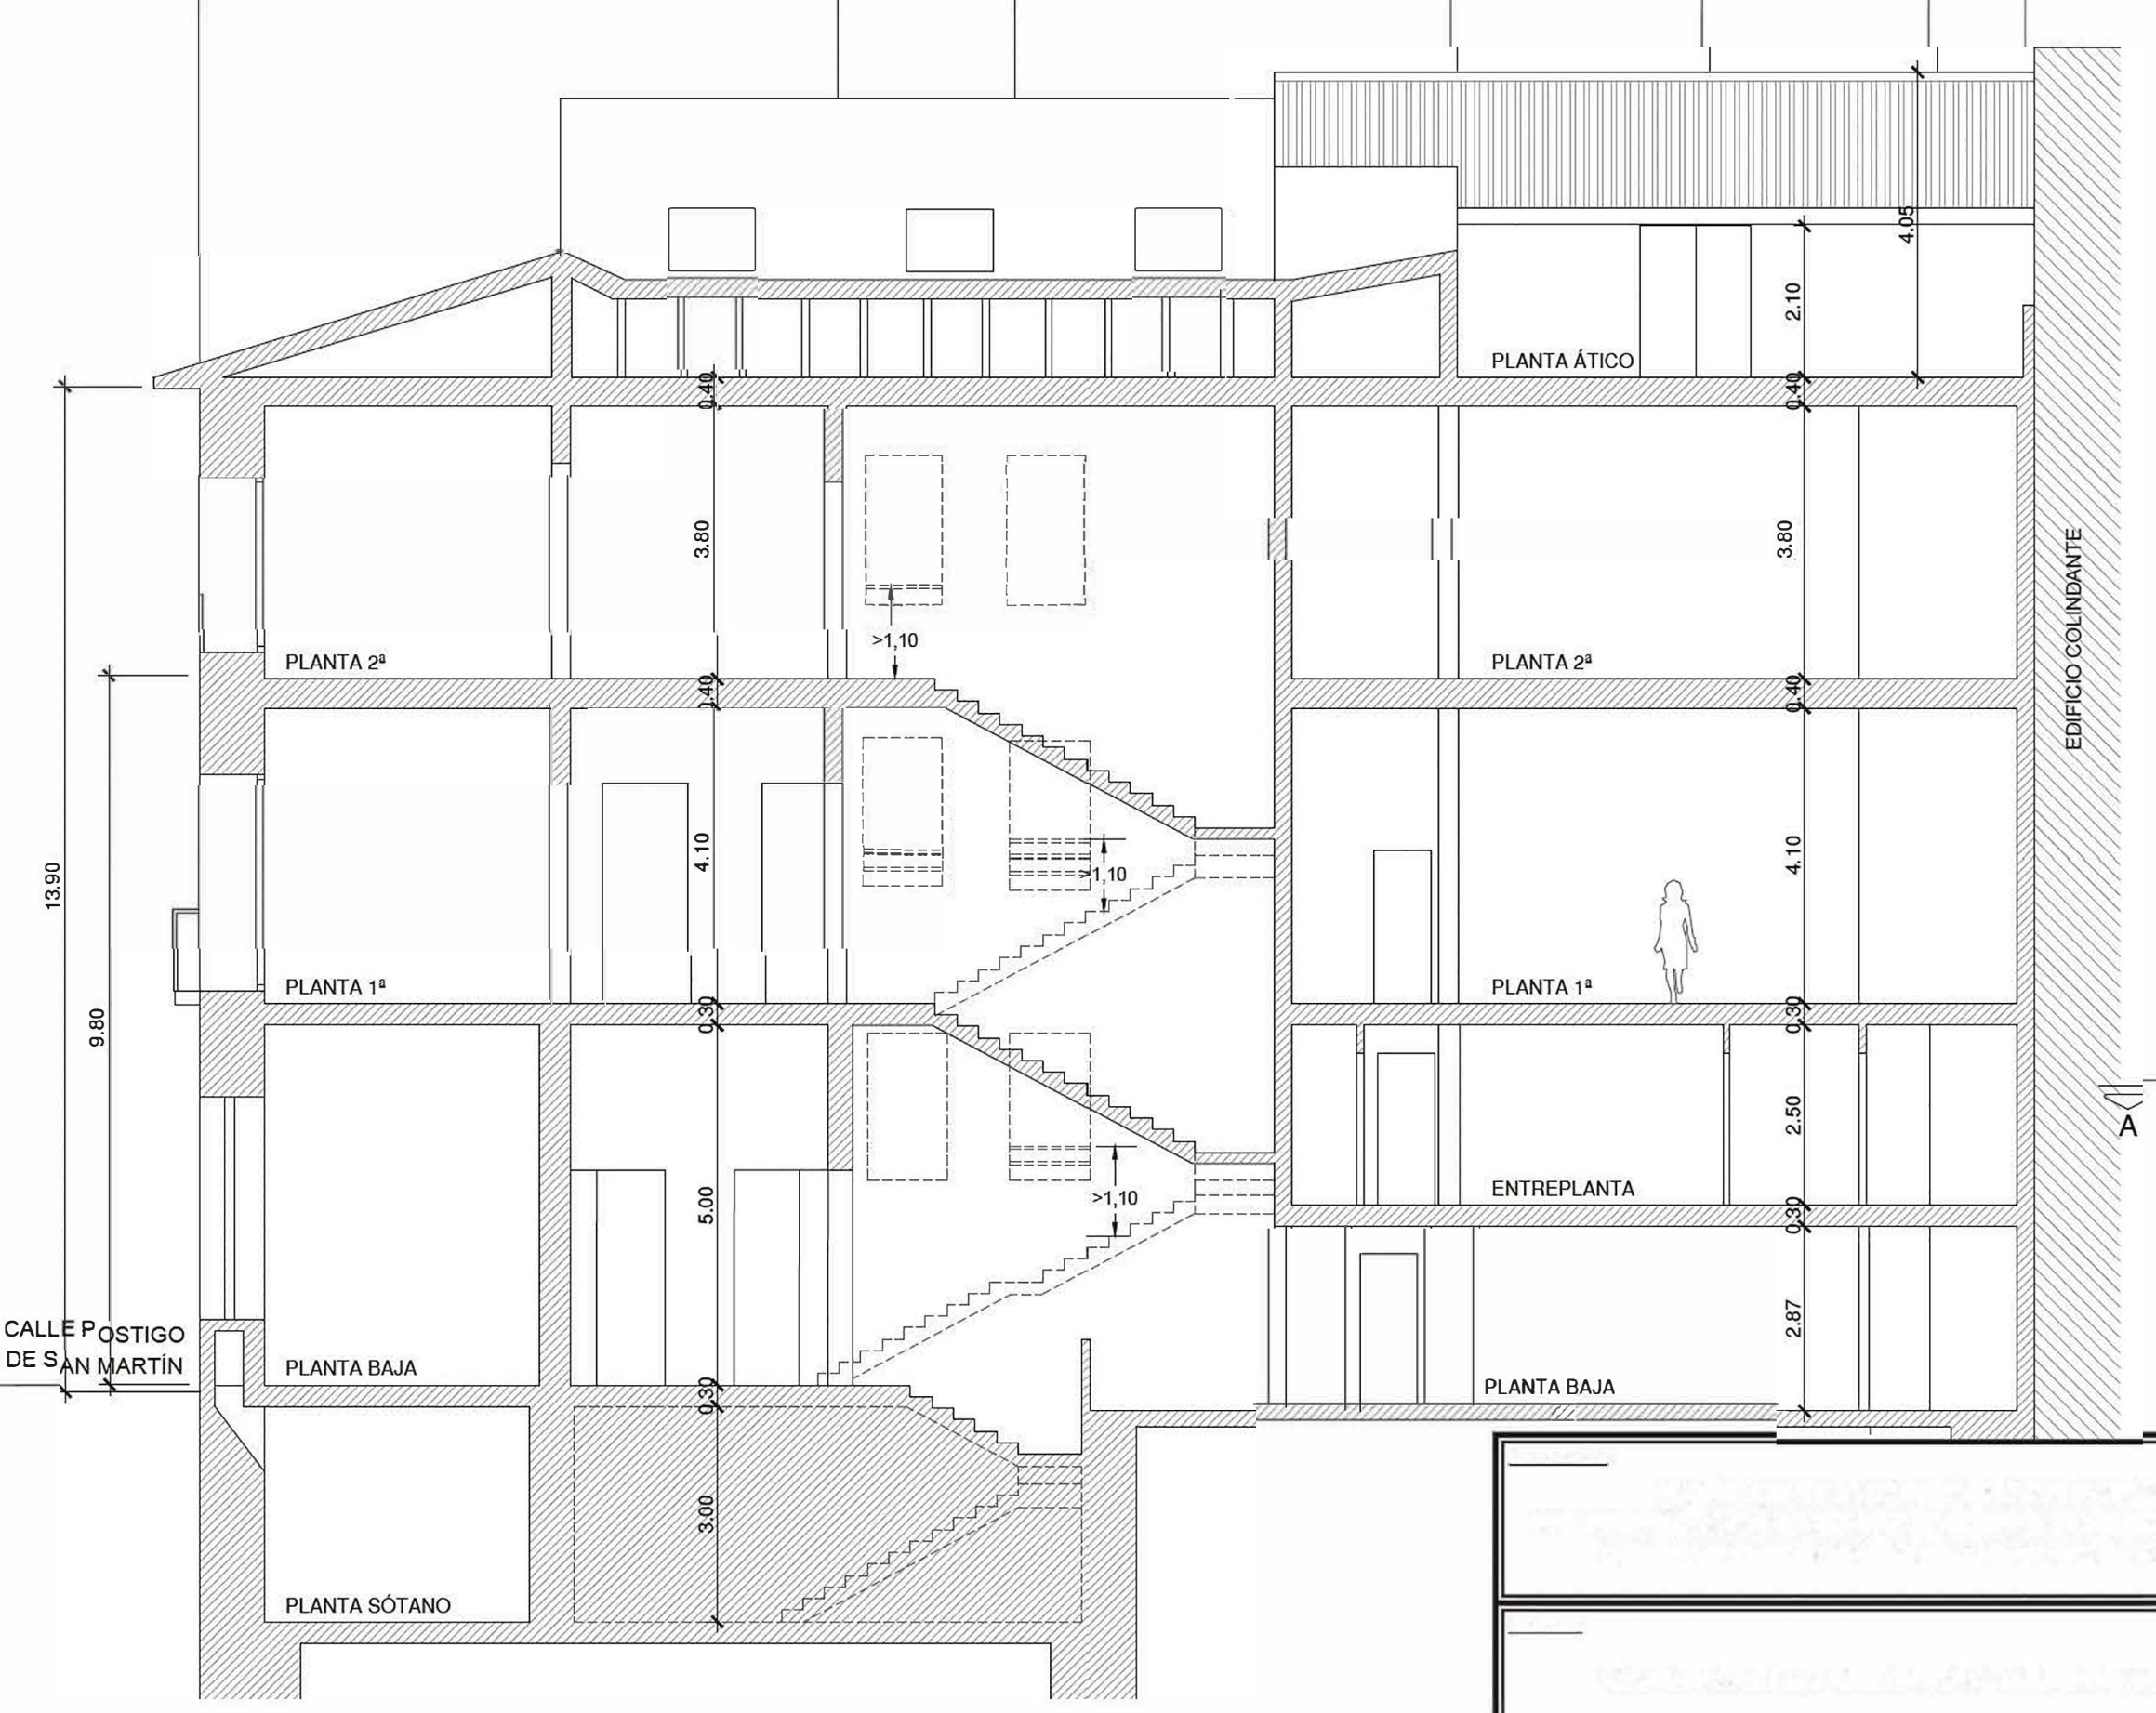 4.05
2.10
PLANTA ÁTICO
0.40
0.40
3.80
3.80
EDIFICIO COLINDANTE
>1,10
PLANTA 2ª
PLANTA 2ª
0.40
0.40
13.90
4.10
>1,10
4.10
9.80
PLANTA 1ª
PLANTA 1ª
0.30
0.30
2.50
A
5.00
>1,10
ENTREPLANTA
0.30
2.87
CALLE POSTIGO
DE SAN MARTÍN
PLANTA BAJA
PLANTA BAJA
0.30
3.00
PLANTA SÓTANO